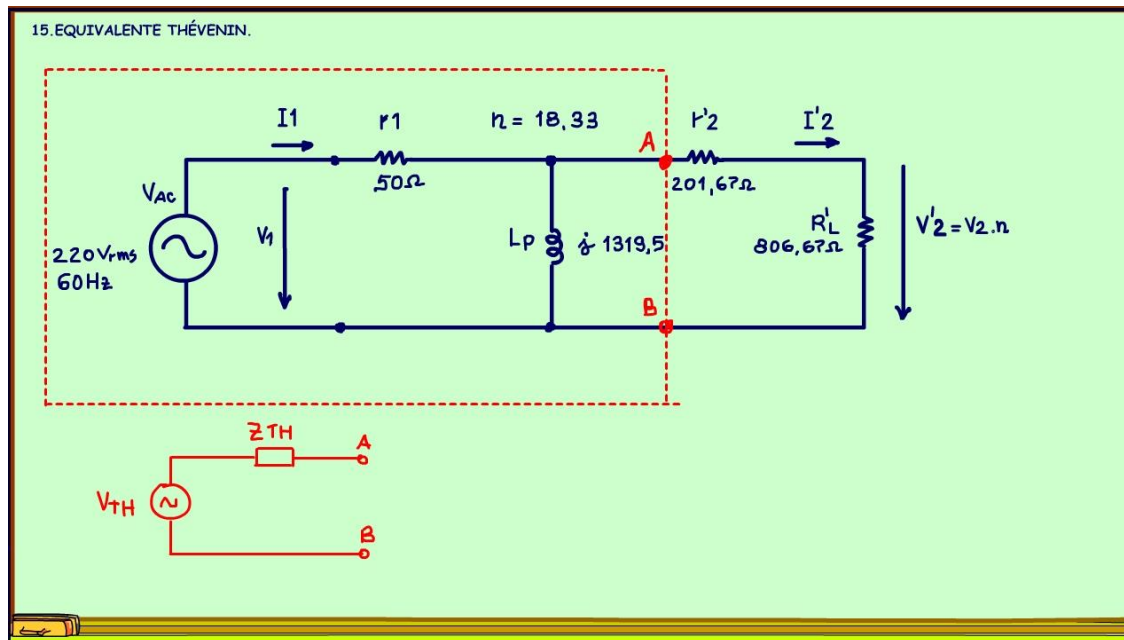 15.EQUIVALENTE THÉVENIN.
I1
r1
n = 18,33
A
r'2
I'2
50Ω
201,67Ω
VAC
V1
220Vrms
60Hz
Lp
j 1319,5
R'L
806,67Ω
V'2=V2.n
B
ZTH
A
VTH
B